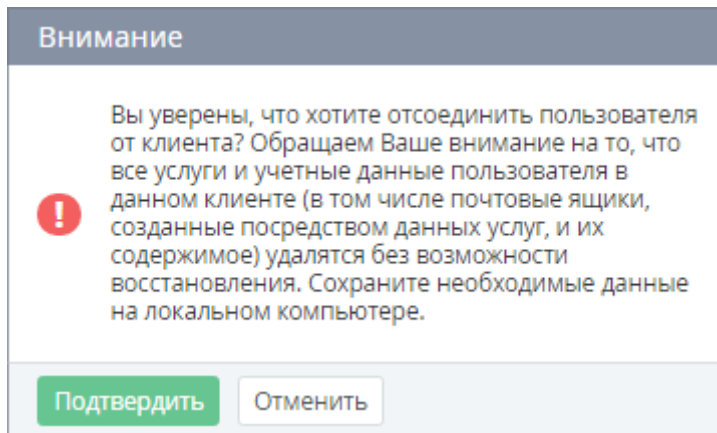 Внимание
Вы уверены, что хотите отсоединить пользователя
от клиента? Обращаем Ваше внимание на то, что
все услуги и учетные данные пользователя в
данном клиенте (в том числе почтовые ящики,
созданные посредством данных услуг, и их
содержимое) удалятся без возможности
восстановления. Сохраните необходимые данные
на локальном компьютере.
Подтвердить Отменить